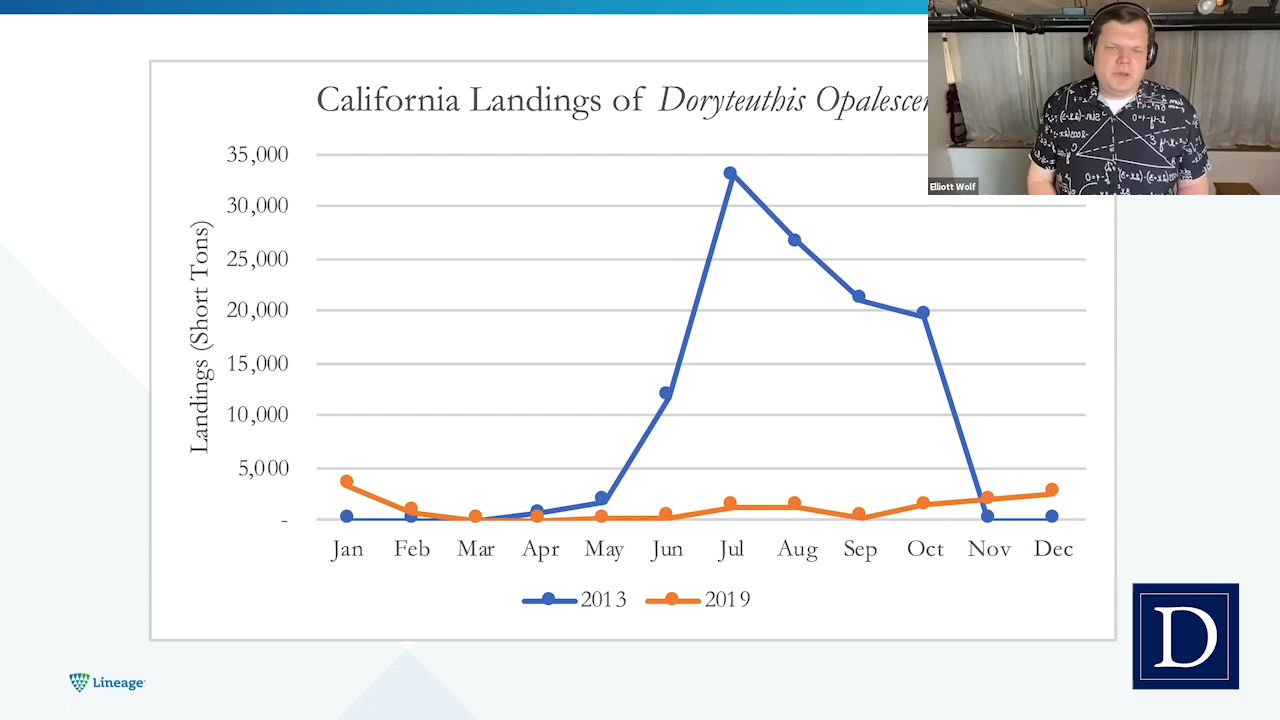 California Landings of Doryteuthis
Elliott Wolf
Landings (Short Tons)
35,000
30,000
25,000
20,000
15,000
10,000
5,000
-
Jan Feb Mar Apr May Jun Jul Aug Sep Oct Nov Dec
2013 2019
Lineage
D